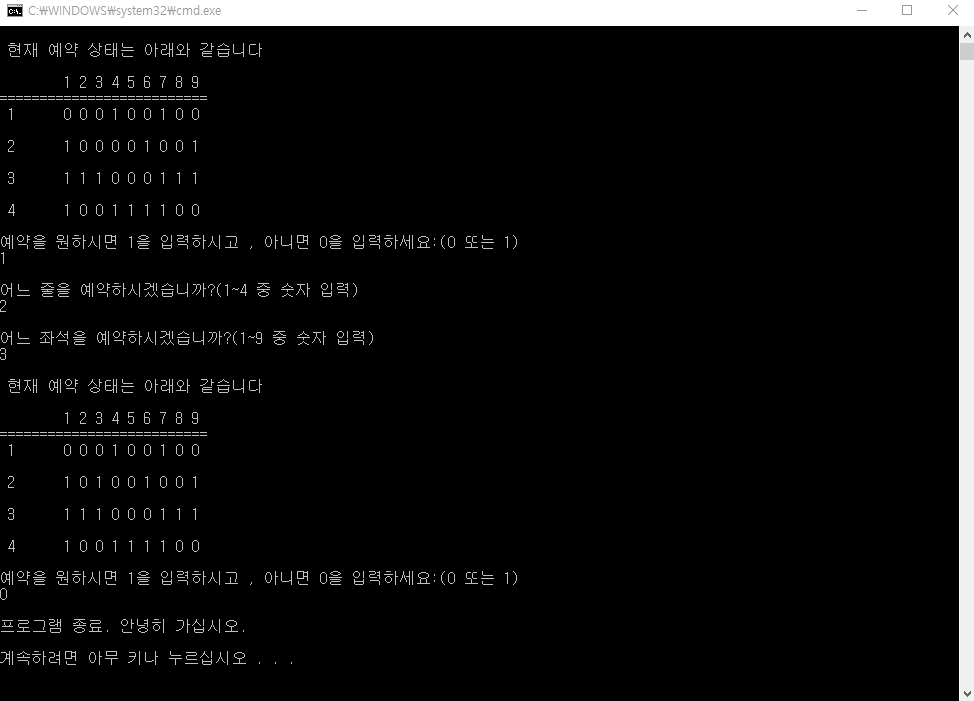 C:\WINDOWS\system32\cmd.exe
현재 예약 상태는 아래와 같습니다
1 2 3 4 5 6 7 8 9
==========================
1 0 0 0 1 0 0 1 0 0
2 1 0 0 0 0 1 0 0 1
3 1 1 1 0 0 0 1 1 1
4 1 0 0 1 1 1 1 0 0
예약을 원하시면 1을 입력하시고 , 아니면 0을 입력하세요:(0 또는 1)
1
어느 줄을 예약하시겠습니까?(1~4 중 숫자 입력)
2
어느 좌석을 예약하시겠습니까?(1~9 중 숫자 입력)
3
현재 예약 상태는 아래와 같습니다
1 2 3 4 5 6 7 8 9
==========================
1 0 0 0 1 0 0 1 0 0
2 1 0 1 0 0 1 0 0 1
3 1 1 1 0 0 0 1 1 1
4 1 0 0 1 1 1 1 0 0
예약을 원하시면 1을 입력하시고 , 아니면 0을 입력하세요:(0 또는 1)
0
프로그램 종료. 안녕히 가십시오.
계속하려면 아무 키나 누르십시오 . . .